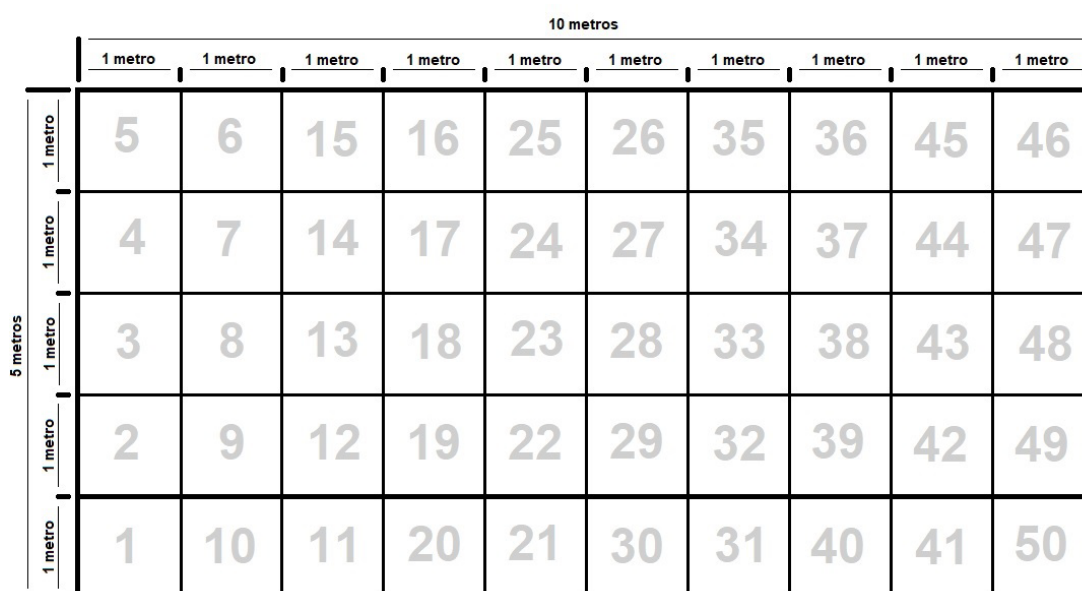 10 metros
1 metro 1 metro 1 metro 1 metro 1 metro 1 metro 1 metro 1 metro 1 metro 1 metro
5 metros
1 metro 5 6 15 16 25 26 35 36 45 46
1 metro 4 7 14 17 24 27 34 37 44 47
1 metro 3 8 13 18 23 28 33 38 43 48
1 metro 2 9 12 19 22 29 32 39 42 49
1 metro 1 10 11 20 21 30 31 40 41 50